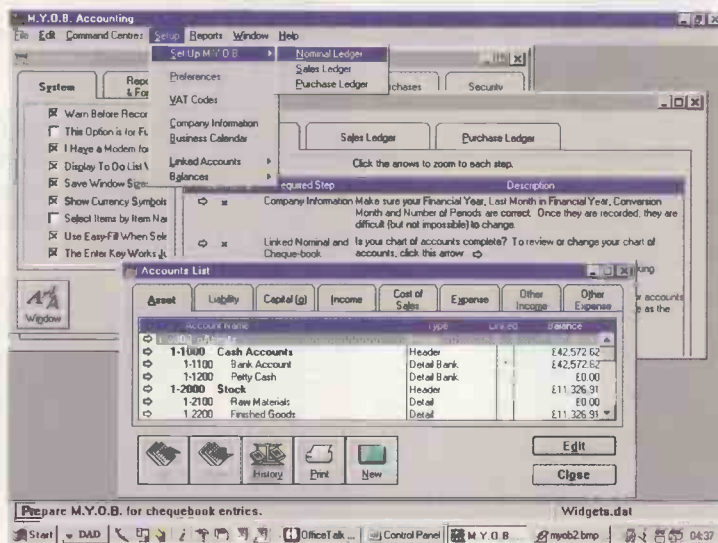 M.Y.O.B. Accounting
File Edit Command Centres Setup Reports Window Help
Set Up M.Y.O.B.
Preferences
VAT Codes
Company Information
Business Calendar
Linked Accounts
Balances
Nominal Ledger
Sales Ledger
Purchase Ledger
System
& For
Security
Warn Before Recor
This Option is for Fu
I Have a Modem for
Display To Do List
Save Window Sizes
Show Currency Symbols
Select Items by Item Na
Use Easy-Fill When Sele
The Enter Key Works Ju
Window
Sales Ledger Purchase Ledger
Click the arrows to zoom to each step.
Required Step Description
Company Information Make sure your Financial Year, Last Month in Financial Year, Conversion
Month and Number of Periods are correct. Once they are recorded, they are
difficult (but not impossible) to change.
Linked Nominal and Is your chart of accounts complete? To review or change your chart of
Cheque-book accounts, click this arrow
accounts
as the
Accounts List
Asset Liability Capital (o) Income Cost of Sales Expense Other Income Other Expense
Account Name Type Linked Balance
1-1000 Cash Accounts Header £42,572.62
1-1100 Bank Account Detail Bank £42,572.62
1-1200 Petty Cash Detail Bank £0.00
1-2000 Stock Header £11,326.91
1-2100 Raw Materials Detail £0.00
1-2200 Finished Goods Detail £11,326.91
History Print New
Edit
Close
Prepare M.Y.O.B. for chequebook entries. Widgets.dat
Start DAD OfficeTalk ... Control Panel M.Y.O.B. myob2.bmp 04:37